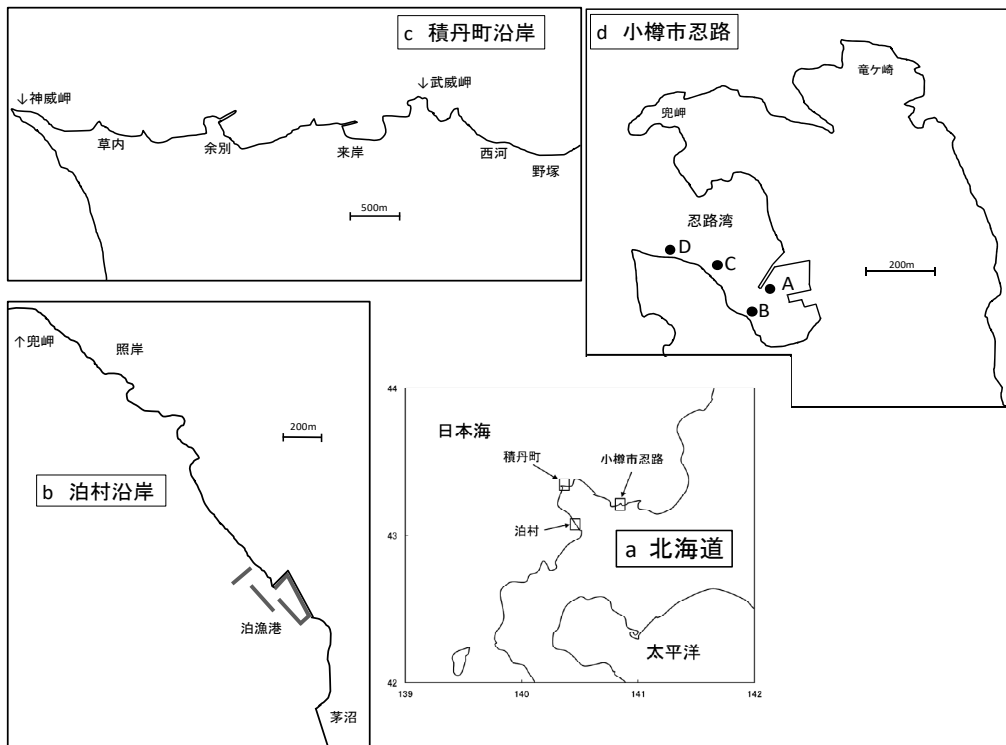 c 積丹町沿岸
↓神威岬
↓武威岬
草内
余別
来岸
西河
野塚
500m
d 小樽市忍路
竜ケ崎
兜岬
忍路湾
D
C
A
B
200m
b 泊村沿岸
↑兜岬
照岸
200m
泊漁港
茅沼
a 北海道
44
43
42
139
140
141
142
日本海
積丹町
小樽市忍路
泊村
太平洋